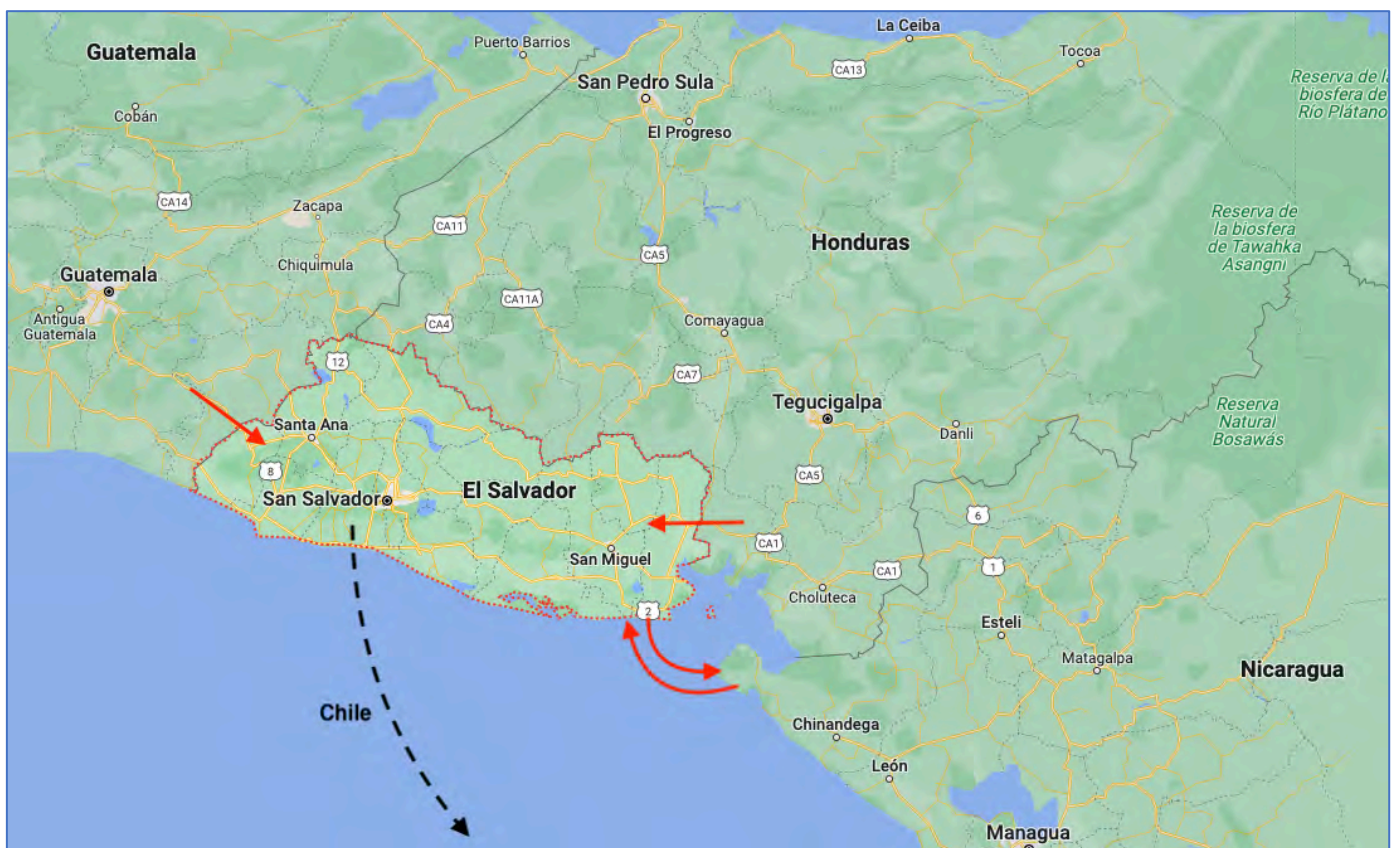 La Ceiba
Guatemala
Puerto Barrios
Tocoa
CA13
San Pedro Sula
Reserva de la
biosfera de
Río Plátano
Cobán
El Progreso
CA14
Zacapa
Reserva de
la biosfera
de Tawahka
Asangni
CA11
Honduras
CA5
Chiquimula
Guatemala
CA11A
Antigua
Guatemala
CA4
Comayagua
12
CA7
Tegucigalpa
Reserva
Natural
Bosawás
Santa Ana
Danli
8
CA5
San Salvador
El Salvador
6
CA1
San Miguel
CA1
1
Choluteca
2
Esteli
Matagalpa
Nicaragua
Chile
Chinandega
León
Managua